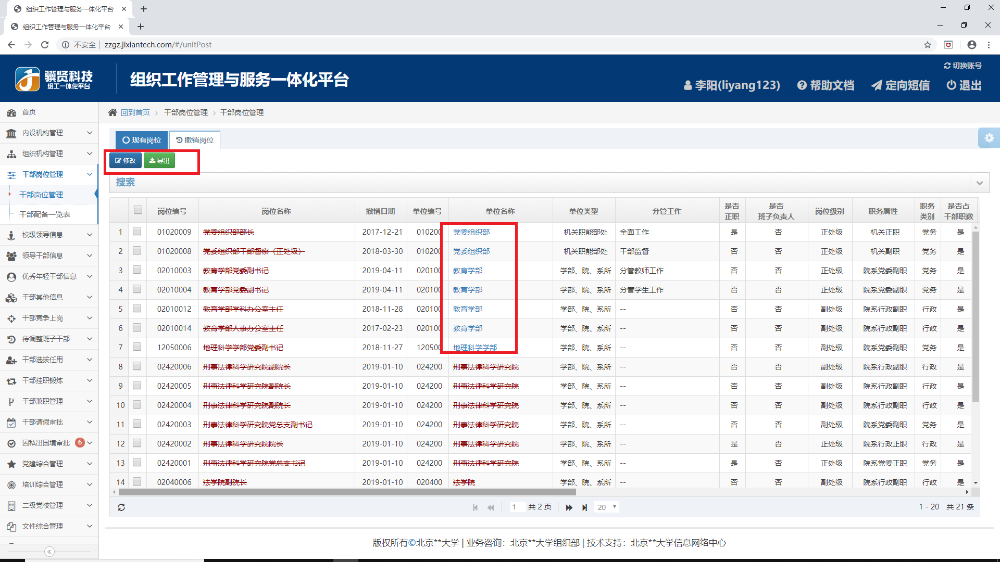 组织工作管理与服务一体化平台
组织工作管理与服务一体化平台
不安全 zzgz.jixiantech.com/#/unitPost
骥贤科技
组工一体化平台
组织工作管理与服务一体化平台
切换账号
李阳(liyang123) 帮助文档 定向短信 退出
首页
内设机构管理
组织机构管理
干部岗位管理
干部岗位管理
干部配备一览表
校级领导信息
领导干部信息
优秀年轻干部信息
干部其他信息
干部竞争上岗
待调整班子干部
干部选拔任用
干部挂职锻炼
干部兼职管理
干部请假审批
因私出国境审批 6
党建综合管理
培训综合管理
二级党校管理
文件综合管理
回到首页 干部岗位管理 干部岗位管理
现有岗位 撤销岗位
修改 导出
搜索
岗位编号 岗位名称 撤销日期 单位编号 单位名称 单位类型 分管工作 是否正职 是否班子负责人 岗位级别 职务属性 职务类别 是否占干部职数
1 01020009 党委组织部部长 2017-12-21 010200 党委组织部 机关职能部处 全面工作 是 否 正处级 机关正职 党务 是
2 01020008 党委组织部干部督察（正处级） 2018-03-30 010200 党委组织部 机关职能部处 干部监督 否 否 正处级 机关副职 党务 是
3 02010003 教育学部党委副书记 2019-04-11 020100 教育学部 学部、院、系所 分管教师工作 否 否 正处级 院系党委副职 党务 是
4 02010004 教育学部党委副书记 2019-04-11 020100 教育学部 学部、院、系所 分管学生工作 否 否 正处级 院系党委副职 党务 是
5 02010012 教育学部学科办公室主任 2018-11-28 020100 教育学部 学部、院、系所 -- 否 否 副处级 院系行政副职 行政 是
6 02010014 教育学部人事办公室主任 2017-02-23 020100 教育学部 学部、院、系所 -- 否 否 副处级 院系行政副职 行政 是
7 12050006 地理科学学部党委副书记 2018-11-27 120500 地理科学学部 学部、院、系所 -- 否 否 副处级 院系党委副职 党务 是
8 02420006 刑事法律科学研究院副院长 2019-01-10 024200 刑事法律科学研究院 学部、院、系所 -- 否 否 副处级 院系行政副职 行政 是
9 02420005 刑事法律科学研究院副院长 2019-01-10 024200 刑事法律科学研究院 学部、院、系所 -- 否 否 副处级 院系行政副职 行政 是
10 02420004 刑事法律科学研究院副院长 2019-01-10 024200 刑事法律科学研究院 学部、院、系所 -- 否 否 副处级 院系行政副职 行政 是
11 02420003 刑事法律科学研究院党总支副书记 2019-01-10 024200 刑事法律科学研究院 学部、院、系所 -- 否 否 副处级 院系党委副职 党务 是
12 02420002 刑事法律科学研究院院长 2019-01-10 024200 刑事法律科学研究院 学部、院、系所 -- 是 否 正处级 院系行政正职 行政 是
13 02420001 刑事法律科学研究院党总支书记 2019-01-10 024200 刑事法律科学研究院 学部、院、系所 -- 是 否 正处级 院系党委正职 党务 是
14 02040006 法学院副院长 2019-01-10 020400 法学院 学部、院、系所 -- 否 否 副处级 院系行政副职 行政 是
1 共 2 页 20 1 - 20 共 21 条
版权所有©北京**大学 | 业务咨询：北京**大学组织部 | 技术支持：北京**大学信息网络中心